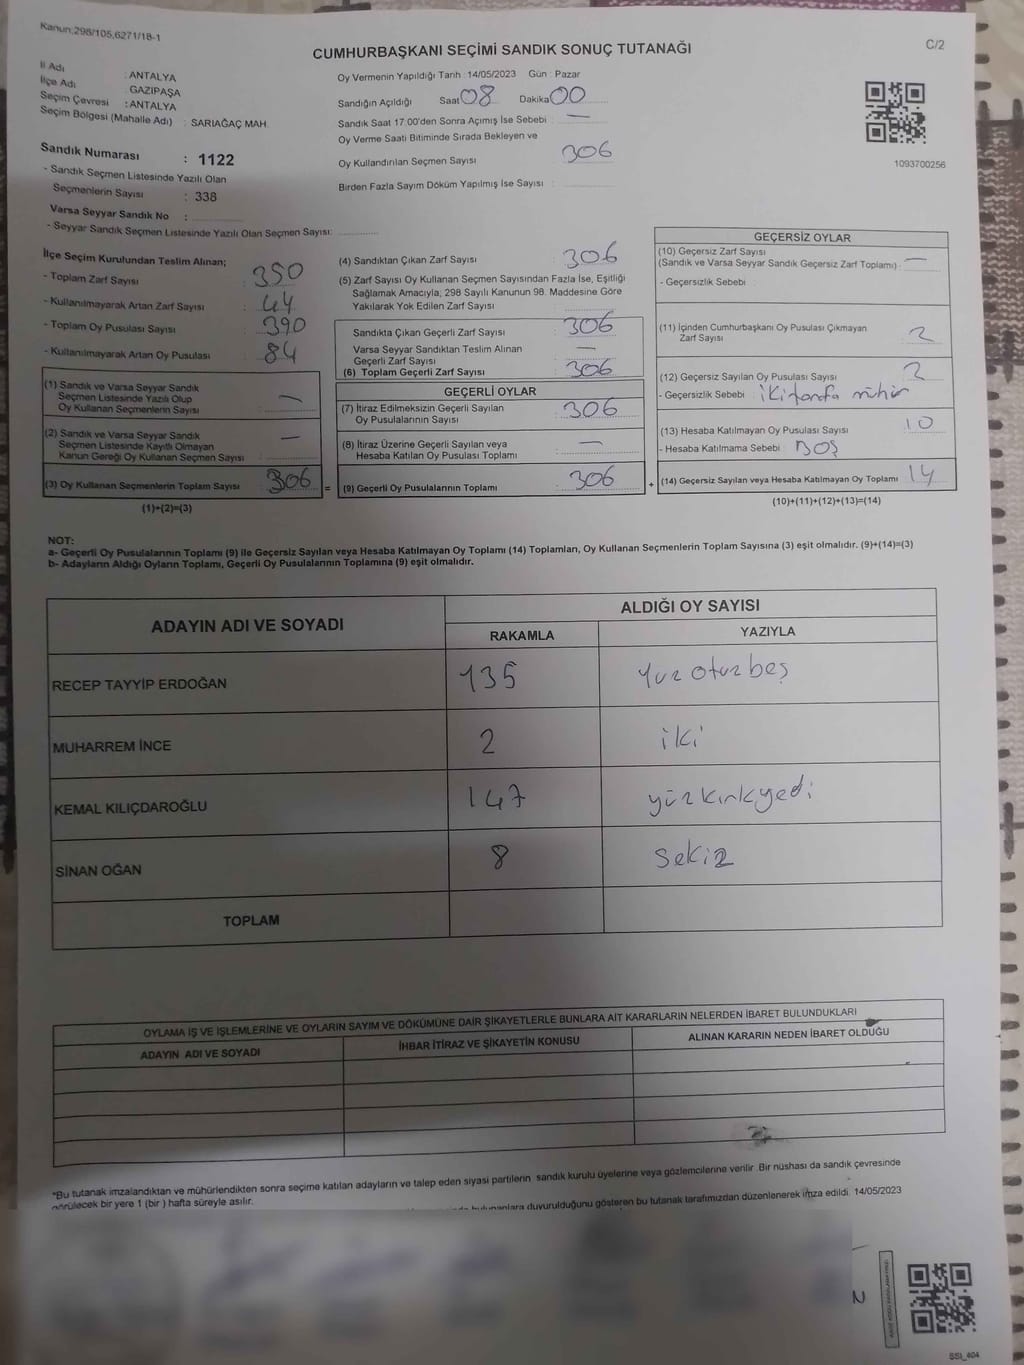 Kanun;298/105,6271/18-1
C/2
CUMHURBAŞKANI SEÇİMİ SANDIK SONUÇ TUTANAĞI
İl Adı : ANTALYA
İlçe Adı : GAZİPAŞA
Seçim Çevresi : ANTALYA
Seçim Bölgesi (Mahalle Adı) : SARIAĞAÇ MAH.
Sandık Numarası : 1122
- Sandık Seçmen Listesinde Yazılı Olan
Seçmenlerin Sayısı : 338
Varsa Seyyar Sandık No :
- Seyyar Sandık Seçmen Listesinde Yazılı Olan Seçmen Sayısı:
Oy Vermenin Yapıldığı Tarih : 14/05/2023 Gün : Pazar
Sandığın Açıldığı Saat 08 Dakika 00
Sandık Saat 17.00'den Sonra Açımış İse Sebebi : —
Oy Verme Saati Bitiminde Sırada Bekleyen ve
Oy Kullandırılan Seçmen Sayısı : 306
Birden Fazla Sayım Döküm Yapılmış İse Sayısı :
1093700256
İlçe Seçim Kurulundan Teslim Alınan;
- Toplam Zarf Sayısı : 350
- Kullanılmayarak Artan Zarf Sayısı : 44
- Toplam Oy Pusulası Sayısı : 390
- Kullanılmayarak Artan Oy Pusulası : 84
(1) Sandık ve Varsa Seyyar Sandık
Seçmen Listesinde Yazılı Olup
Oy Kullanan Seçmenlerin Sayısı : —
(2) Sandık ve Varsa Seyyar Sandık
Seçmen Listesinde Kayıtlı Olmayan
Kanun Gereği Oy Kullanan Seçmen Sayısı : —
(3) Oy Kullanan Seçmenlerin Toplam Sayısı 306
(1)+(2)=(3)
(4) Sandıktan Çıkan Zarf Sayısı : 306
(5) Zarf Sayısı Oy Kullanan Seçmen Sayısından Fazla İse, Eşitliği
Sağlamak Amacıyla; 298 Sayılı Kanunun 98. Maddesine Göre
Yakılarak Yok Edilen Zarf Sayısı :
Sandıkta Çıkan Geçerli Zarf Sayısı : 306
Varsa Seyyar Sandıktan Teslim Alınan
Geçerli Zarf Sayısı : —
(6) Toplam Geçerli Zarf Sayısı : 306
GEÇERLİ OYLAR
(7) İtiraz Edilmeksizin Geçerli Sayılan
Oy Pusulalarının Sayısı : 306
(8) İtiraz Üzerine Geçerli Sayılan veya
Hesaba Katılan Oy Pusulası Toplamı : —
= (9) Geçerli Oy Pusulalarının Toplamı 306
GEÇERSİZ OYLAR
(10) Geçersiz Zarf Sayısı
(Sandık ve Varsa Seyyar Sandık Geçersiz Zarf Toplamı) : —
- Geçersizlik Sebebi
(11) İçinden Cumhurbaşkanı Oy Pusulası Çıkmayan
Zarf Sayısı 2
(12) Geçersiz Sayılan Oy Pusulası Sayısı 2
- Geçersizlik Sebebi : iki tarafa mühür
(13) Hesaba Katılmayan Oy Pusulası Sayısı 10
- Hesaba Katılmama Sebebi : BOŞ
+ (14) Geçersiz Sayılan veya Hesaba Katılmayan Oy Toplamı 14
(10)+(11)+(12)+(13)=(14)
NOT:
a- Geçerli Oy Pusulalarının Toplamı (9) ile Geçersiz Sayılan veya Hesaba Katılmayan Oy Toplamı (14) Toplamları, Oy Kullanan Seçmenlerin Toplam Sayısına (3) eşit olmalıdır. (9)+(14)=(3)
b- Adayların Aldığı Oyların Toplamı, Geçerli Oy Pusulalarının Toplamına (9) eşit olmalıdır.
ADAYIN ADI VE SOYADI ALDIĞI OY SAYISI
RAKAMLA YAZIYLA
RECEP TAYYİP ERDOĞAN 135 yüzotuzbeş
MUHARREM İNCE 2 iki
KEMAL KILIÇDAROĞLU 147 yüzkırkyedi
SİNAN OĞAN 8 sekiz
TOPLAM
OYLAMA İŞ VE İŞLEMLERİNE VE OYLARIN SAYIM VE DÖKÜMÜNE DAİR ŞİKAYETLERLE BUNLARA AİT KARARLARIN NELERDEN İBARET BULUNDUKLARI
ADAYIN ADI VE SOYADI İHBAR İTİRAZ VE ŞİKAYETİN KONUSU ALINAN KARARIN NEDEN İBARET OLDUĞU
*Bu tutanak imzalandıktan ve mühürlendikten sonra seçime katılan adayların ve talep eden siyasi partilerin sandık kurulu üyelerine veya gözlemcilerine verilir. Bir nüshası da sandık çevresinde
görülecek bir yere 1 (bir ) hafta süreyle asılır.
duyurulduğunu gösteren bu tutanak tarafımızdan düzenlenerek imza edildi. 14/05/2023
SSI_404